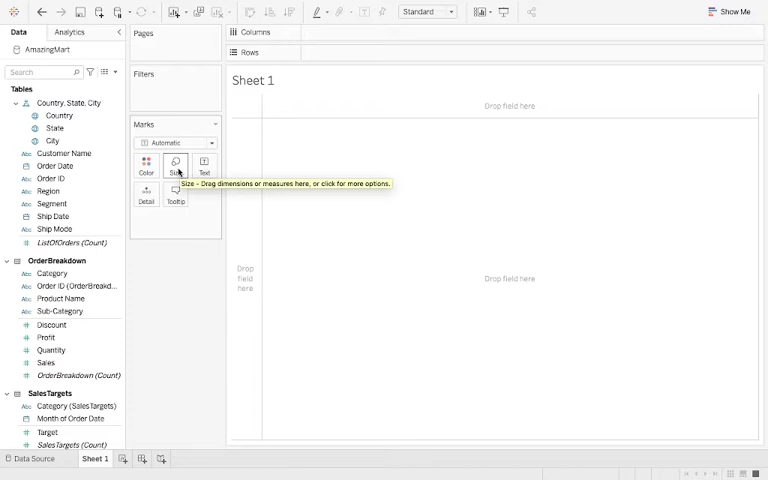 Standard
Show Me
Data
Analytics
Pages
Columns
Rows
AmazingMart
Search
Filters
Sheet 1
Tables
Drop field here
Country, State, City
Country
State
City
Customer Name
Order Date
Order ID
Region
Segment
Ship Date
Ship Mode
ListOfOrders (Count)
Marks
Automatic
Color
Size
Text
Size - Drag dimensions or measures here, or click for more options.
Detail
Tooltip
OrderBreakdown
Category
Order ID (OrderBreakd...
Product Name
Sub-Category
Discount
Profit
Quantity
Sales
OrderBreakdown (Count)
Drop
field
here
Drop field here
SalesTargets
Category (SalesTargets)
Month of Order Date
Target
SalesTargets (Count)
Data Source
Sheet 1